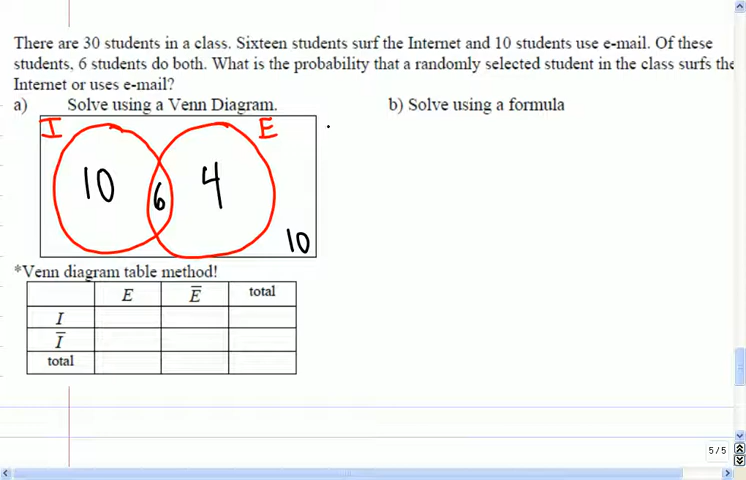 There are 30 students in a class. Sixteen students surf the Internet and 10 students use e-mail. Of these
students, 6 students do both. What is the probability that a randomly selected student in the class surfs the
Internet or uses e-mail?
a) Solve using a Venn Diagram.
b) Solve using a formula
I E
10 6 4
10
*Venn diagram table method!
E E̅ total
I
I̅
total
5/5